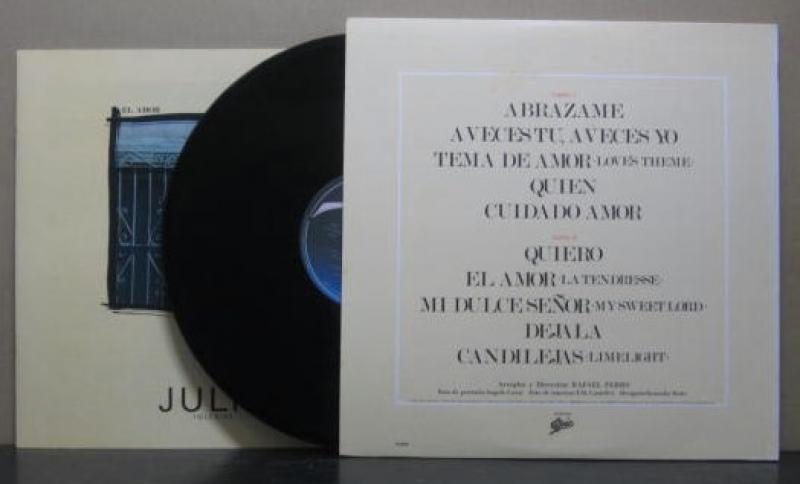 EL AMOR
JULI
ABRAZAME
A VECES TU, A VECES YO
TEMA DE AMOR (LOVE'S THEME)
QUIEN
CUIDADO AMOR
QUIERO
EL AMOR (LA TENDRESSE)
MI DULCE SEÑOR (MY SWEET LORD)
DEJALA
CANDILEJAS (LIMELIGHT)
Arreglos y Dirección RAFAEL FERRO
Epic